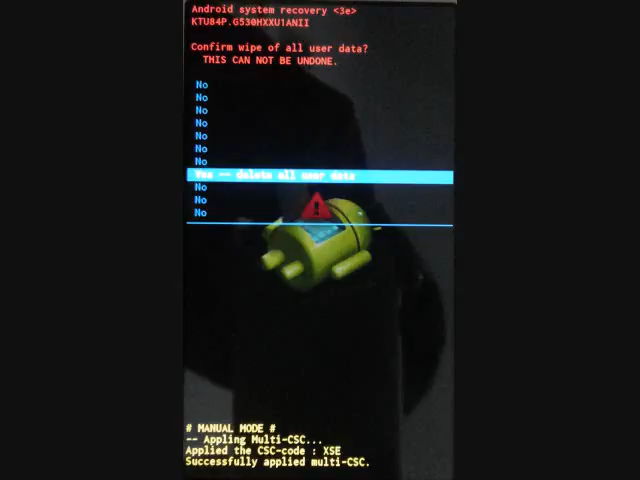 Android system recovery <3e>
KTU84P.G530HXXU1ANII
Confirm wipe of all user data?
THIS CAN NOT BE UNDONE.
No
No
No
No
No
No
No
Yes -- delete all user data
No
No
No
# MANUAL MODE #
-- Appling Multi-CSC...
Applied the CSC-code : XSE
Successfully applied multi-CSC.